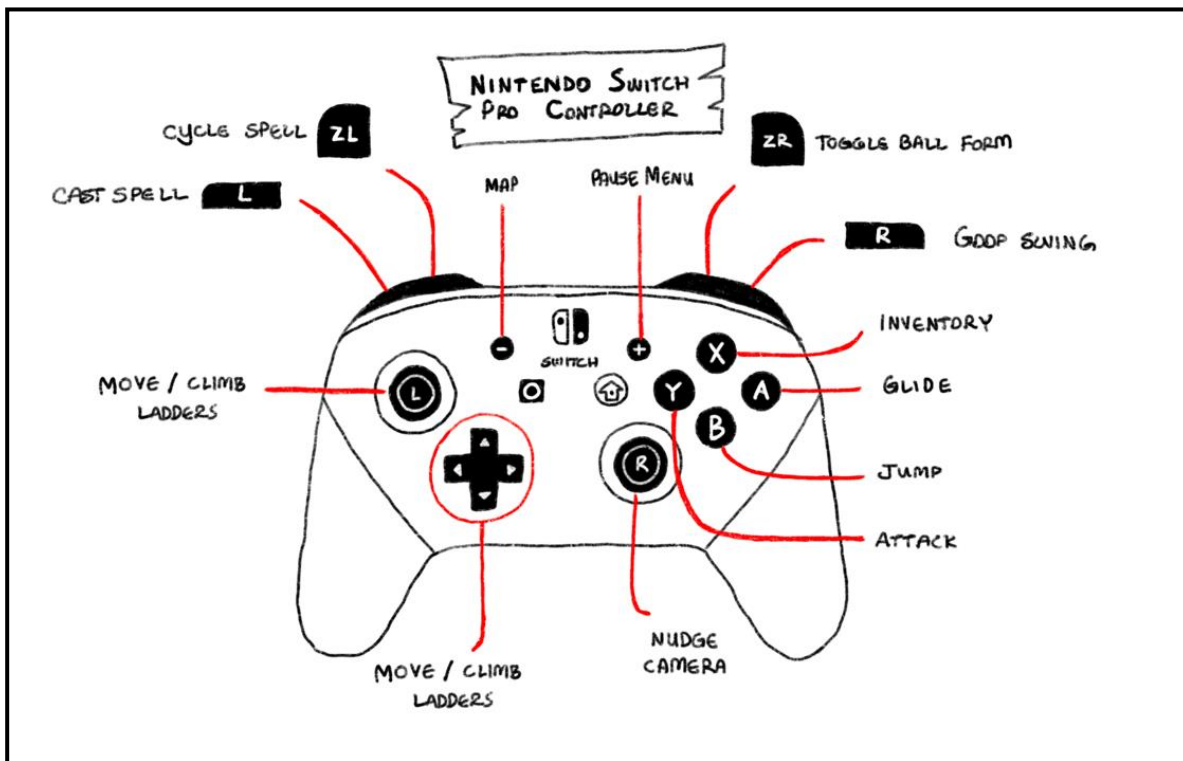 NINTENDO SWITCH
PRO CONTROLLER
CYCLE SPELL ZL
ZR TOGGLE BALL FORM
CAST SPELL L
MAP
PAUSE MENU
R GOOP SWING
INVENTORY
- + X
SWITCH
MOVE / CLIMB
LADDERS
L
Y A
GLIDE
B
R
JUMP
ATTACK
NUDGE
CAMERA
MOVE / CLIMB
LADDERS